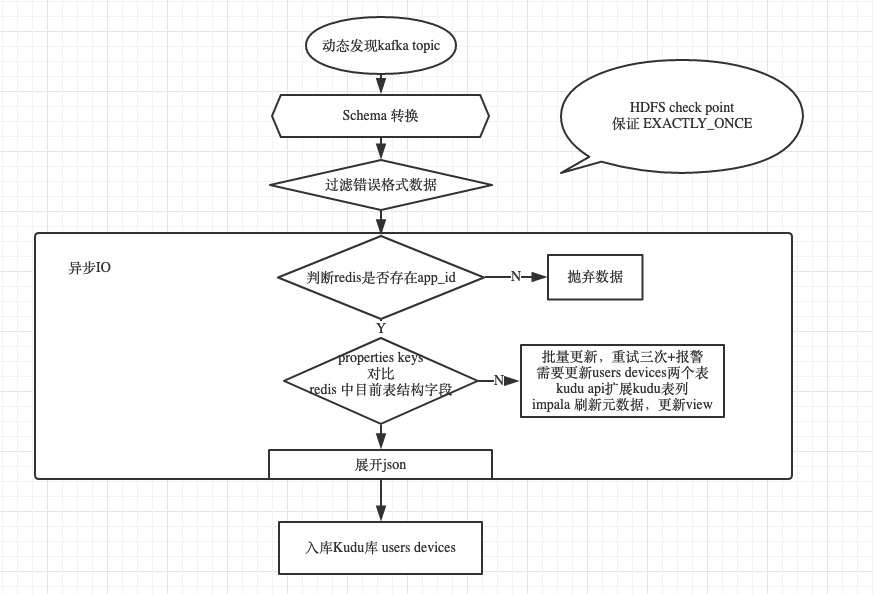 动态发现kafka topic
HDFS check point
保证 EXACTLY_ONCE
Schema 转换
过滤错误格式数据
异步IO
判断redis是否存在app_id
N
抛弃数据
Y
properties keys
对比
redis 中目前表结构字段
N
批量更新，重试三次+报警
需要更新users devices两个表
kudu api扩展kudu表列
impala 刷新元数据，更新view
展开json
入库Kudu库 users devices